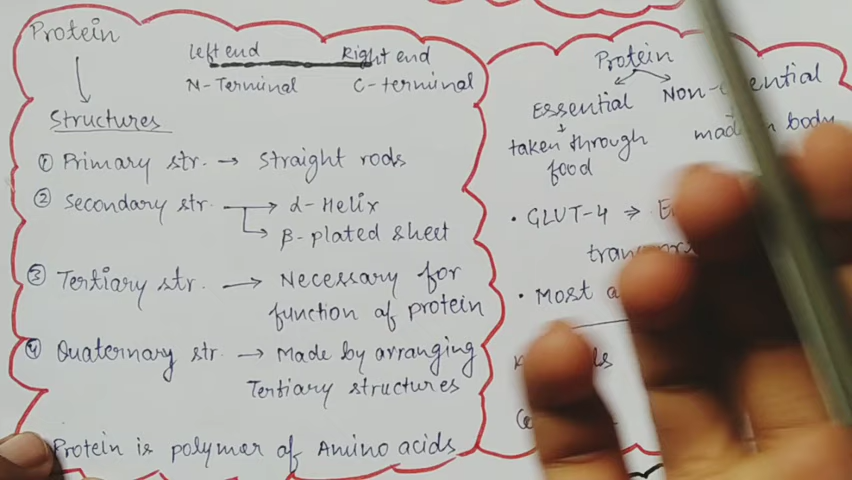 Protein
Left end Right end
N-Terminal C-terminal
Structures
① Primary str. → Straight rods
② Secondary str. → α-Helix
→ β-plated sheet
③ Tertiary str. → Necessary for
function of protein
④ Quaternary str. → Made by arranging
Tertiary structures
Protein is polymer of Amino acids
Protein
Essential
taken through
food
made body
• GLUT-4 ⇒
• Most